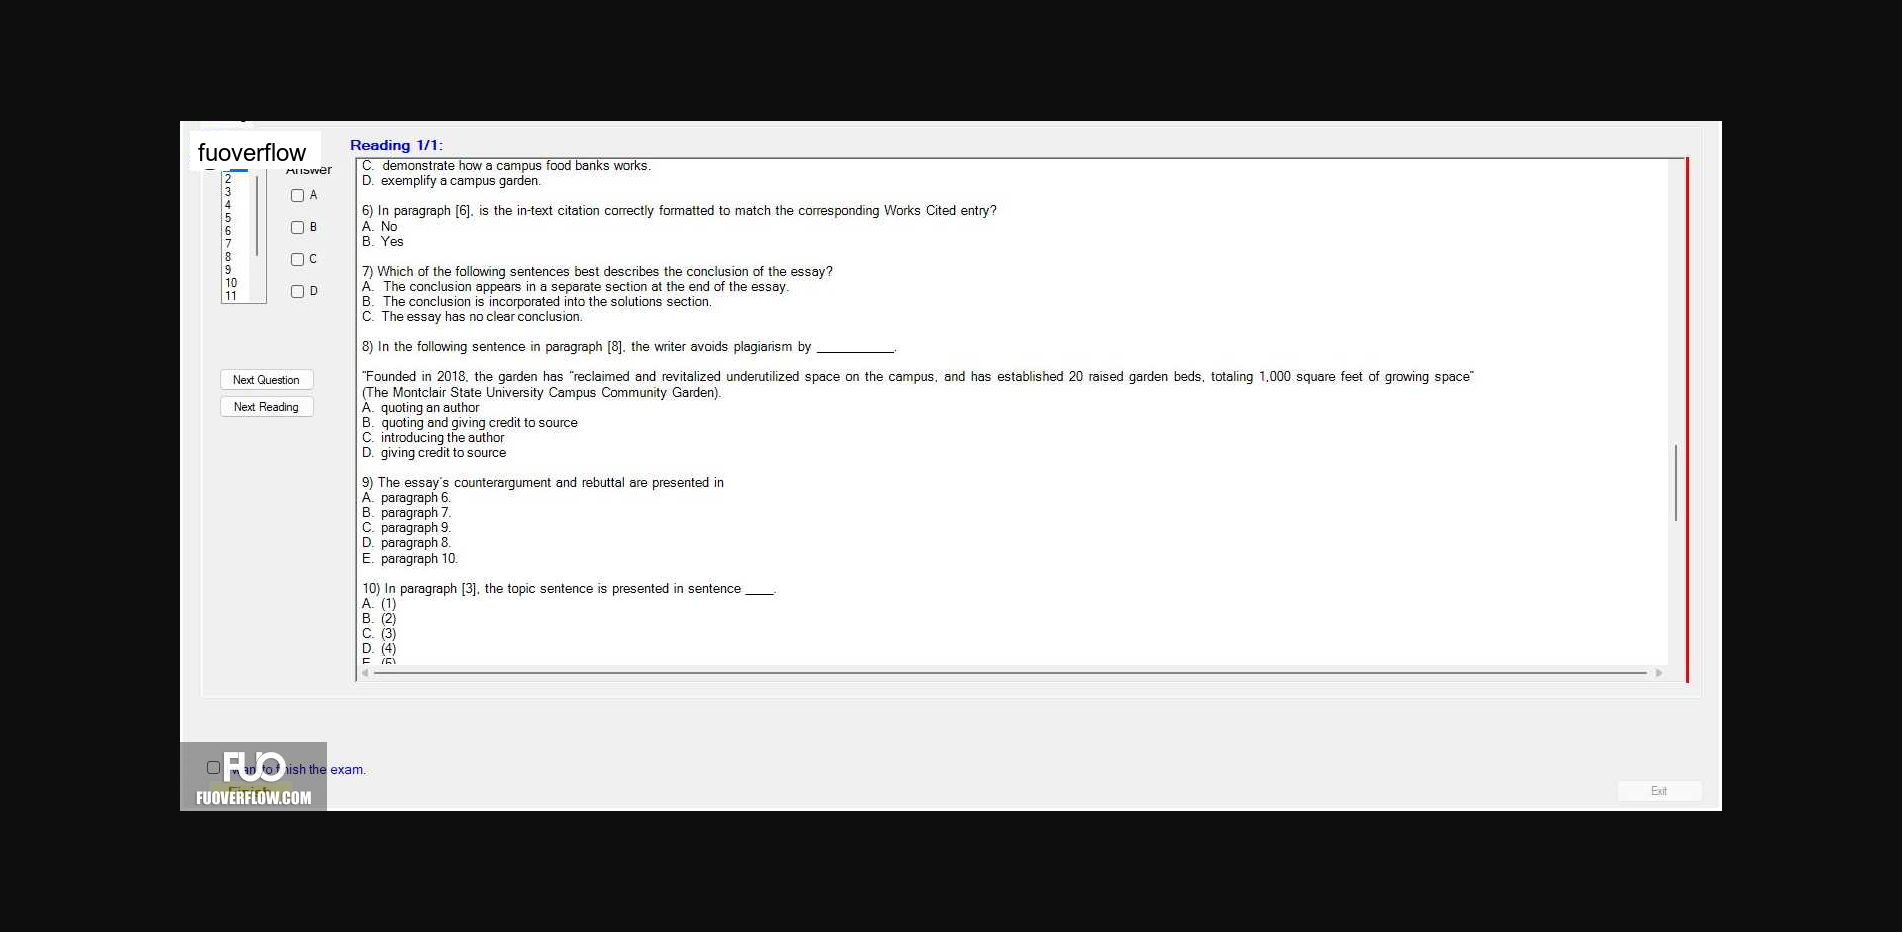 fuoverflow
Reading 1/1:
Answer
2
3
4
5
6
7
8
9
10
11
A
B
C
D
Next Question
Next Reading
C. demonstrate how a campus food banks works.
D. exemplify a campus garden.
6) In paragraph [6], is the in-text citation correctly formatted to match the corresponding Works Cited entry?
A. No
B. Yes
7) Which of the following sentences best describes the conclusion of the essay?
A. The conclusion appears in a separate section at the end of the essay.
B. The conclusion is incorporated into the solutions section.
C. The essay has no clear conclusion.
8) In the following sentence in paragraph [8], the writer avoids plagiarism by ___________.
"Founded in 2018, the garden has "reclaimed and revitalized underutilized space on the campus, and has established 20 raised garden beds, totaling 1,000 square feet of growing space"
(The Montclair State University Campus Community Garden).
A. quoting an author
B. quoting and giving credit to source
C. introducing the author
D. giving credit to source
9) The essay's counterargument and rebuttal are presented in
A. paragraph 6.
B. paragraph 7.
C. paragraph 9.
D. paragraph 8.
E. paragraph 10.
10) In paragraph [3], the topic sentence is presented in sentence ____.
A. (1)
B. (2)
C. (3)
D. (4)
E. (5)
FUO
want to finish the exam.
Finish
FUOVERFLOW.COM
Exit